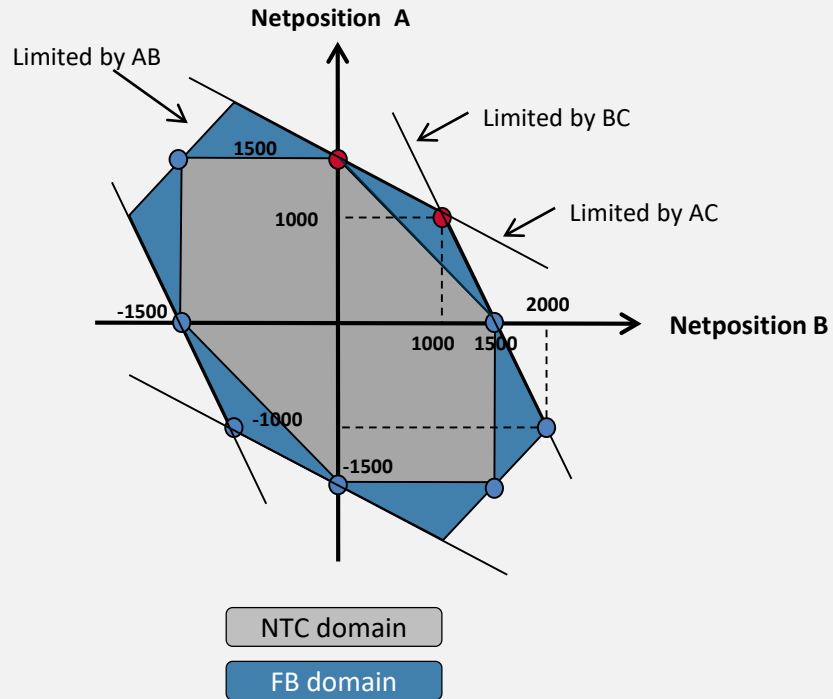 Netposition A
Limited by AB
Limited by BC
1500
Limited by AC
1000
2000
-1500
Netposition B
1000
1500
-1000
-1500
NTC domain
FB domain